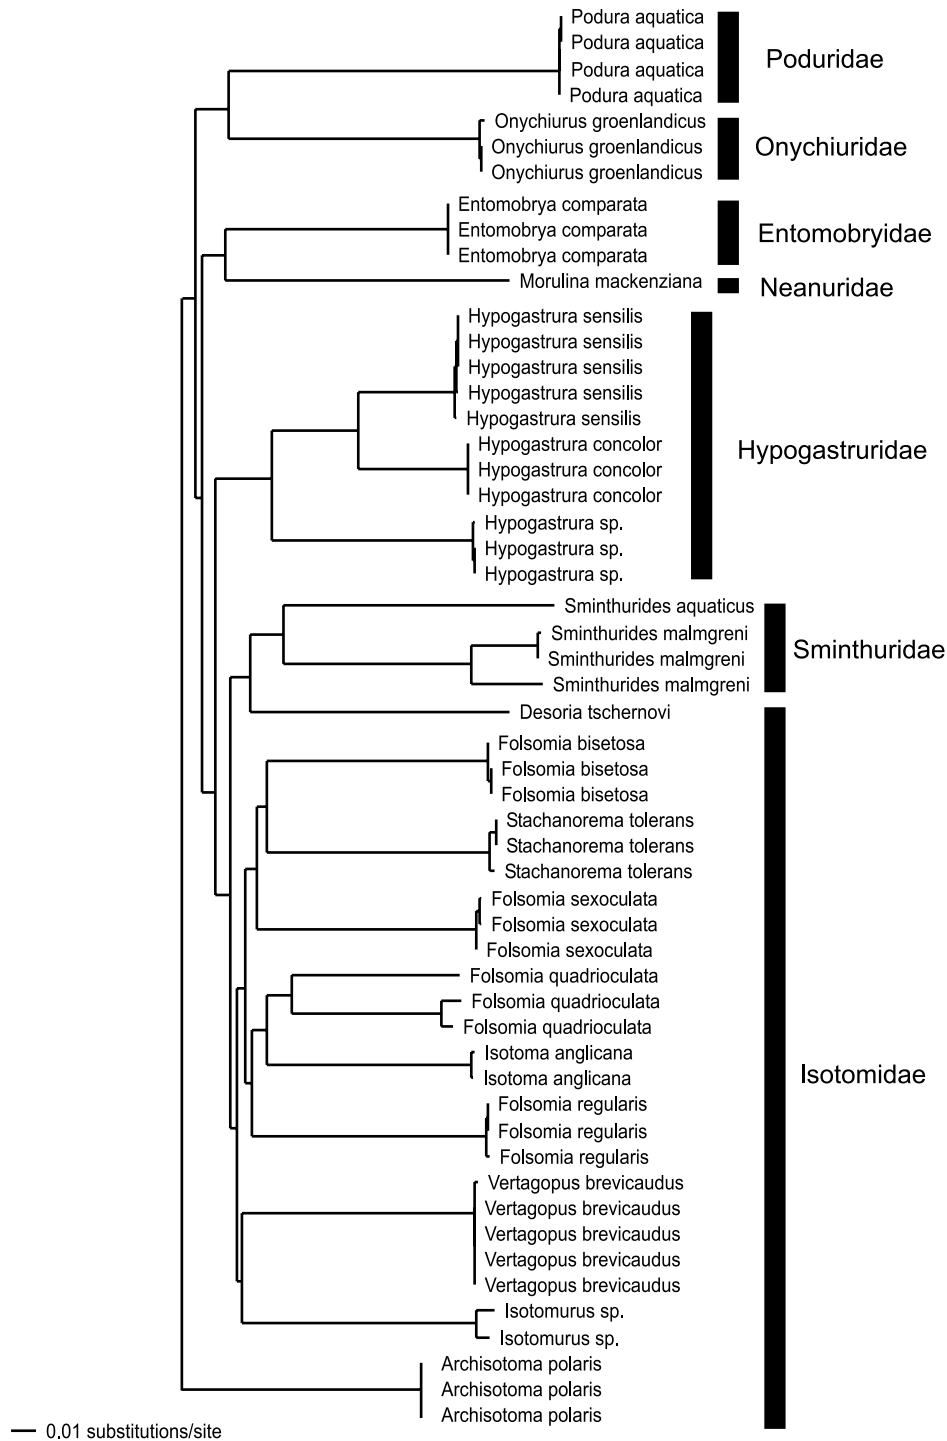 Podura aquatica
Podura aquatica
Podura aquatica
Podura aquatica
Poduridae
Onychiurus groenlandicus
Onychiurus groenlandicus
Onychiurus groenlandicus
Onychiuridae
Entomobrya comparata
Entomobrya comparata
Entomobrya comparata
Entomobryidae
Morulina mackenziana
Neanuridae
Hypogastrura sensilis
Hypogastrura sensilis
Hypogastrura sensilis
Hypogastrura sensilis
Hypogastrura sensilis
Hypogastrura concolor
Hypogastrura concolor
Hypogastrura concolor
Hypogastrura sp.
Hypogastrura sp.
Hypogastrura sp.
Hypogastruridae
Sminthurides aquaticus
Sminthurides malmgreni
Sminthurides malmgreni
Sminthurides malmgreni
Sminthuridae
Desoria tschernovi
Folsomia bisetosa
Folsomia bisetosa
Folsomia bisetosa
Stachanorema tolerans
Stachanorema tolerans
Stachanorema tolerans
Folsomia sexoculata
Folsomia sexoculata
Folsomia sexoculata
Folsomia quadrioculata
Folsomia quadrioculata
Folsomia quadrioculata
Isotoma anglicana
Isotoma anglicana
Folsomia regularis
Folsomia regularis
Folsomia regularis
Vertagopus brevicaudus
Vertagopus brevicaudus
Vertagopus brevicaudus
Vertagopus brevicaudus
Vertagopus brevicaudus
Isotomurus sp.
Isotomurus sp.
Archisotoma polaris
Archisotoma polaris
Archisotoma polaris
Isotomidae
0,01 substitutions/site